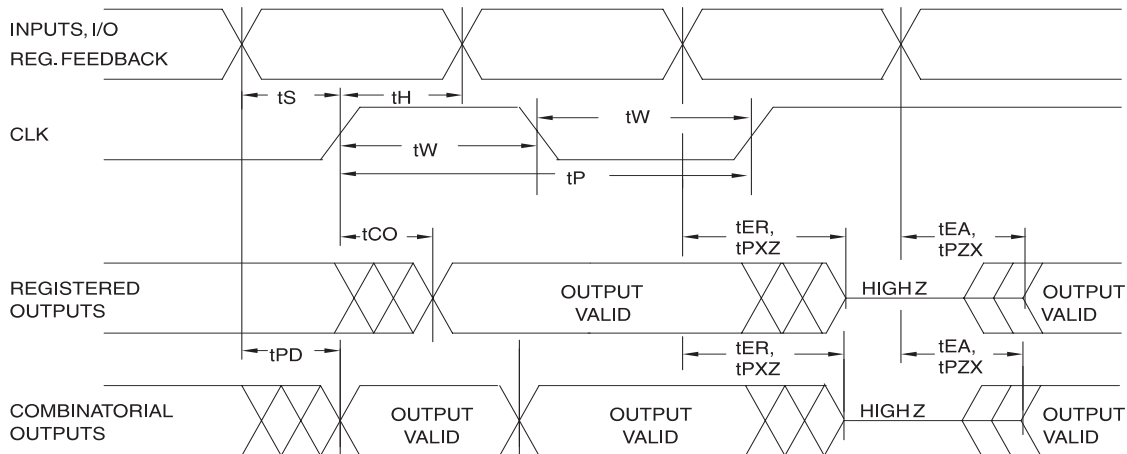 INPUTS, I/O
REG. FEEDBACK
tS
tH
CLK
tW
tW
tP
tCO
tER,
tPXZ
tEA,
tPZX
REGISTERED
OUTPUTS
OUTPUT
VALID
HIGH Z
OUTPUT
VALID
tPD
tER,
tPXZ
tEA,
tPZX
COMBINATORIAL
OUTPUTS
OUTPUT
VALID
OUTPUT
VALID
HIGH Z
OUTPUT
VALID